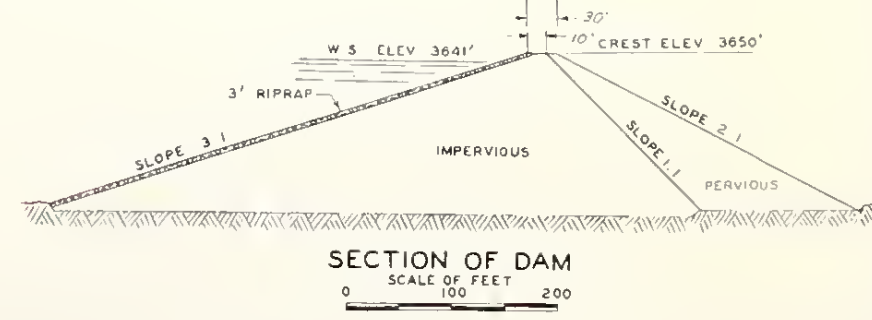 30'
10' CREST ELEV 3650'
W S ELEV 3641'
3' RIPRAP
SLOPE 3 1
SLOPE 2 1
SLOPE 1.1
IMPERVIOUS
PERVIOUS
SECTION OF DAM
SCALE OF FEET
0 100 200